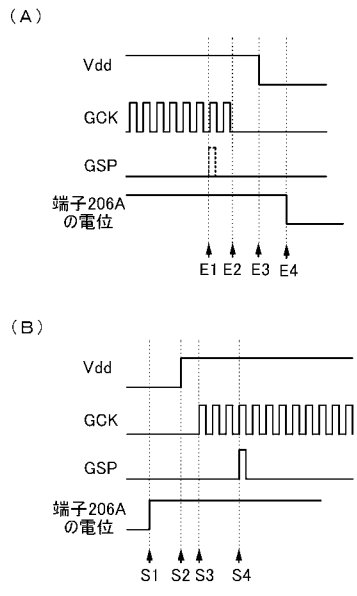 (A)
Vdd
GCK
GSP
端子206A
の電位
E1 E2 E3 E4
(B)
Vdd
GCK
GSP
端子206A
の電位
S1 S2 S3 S4